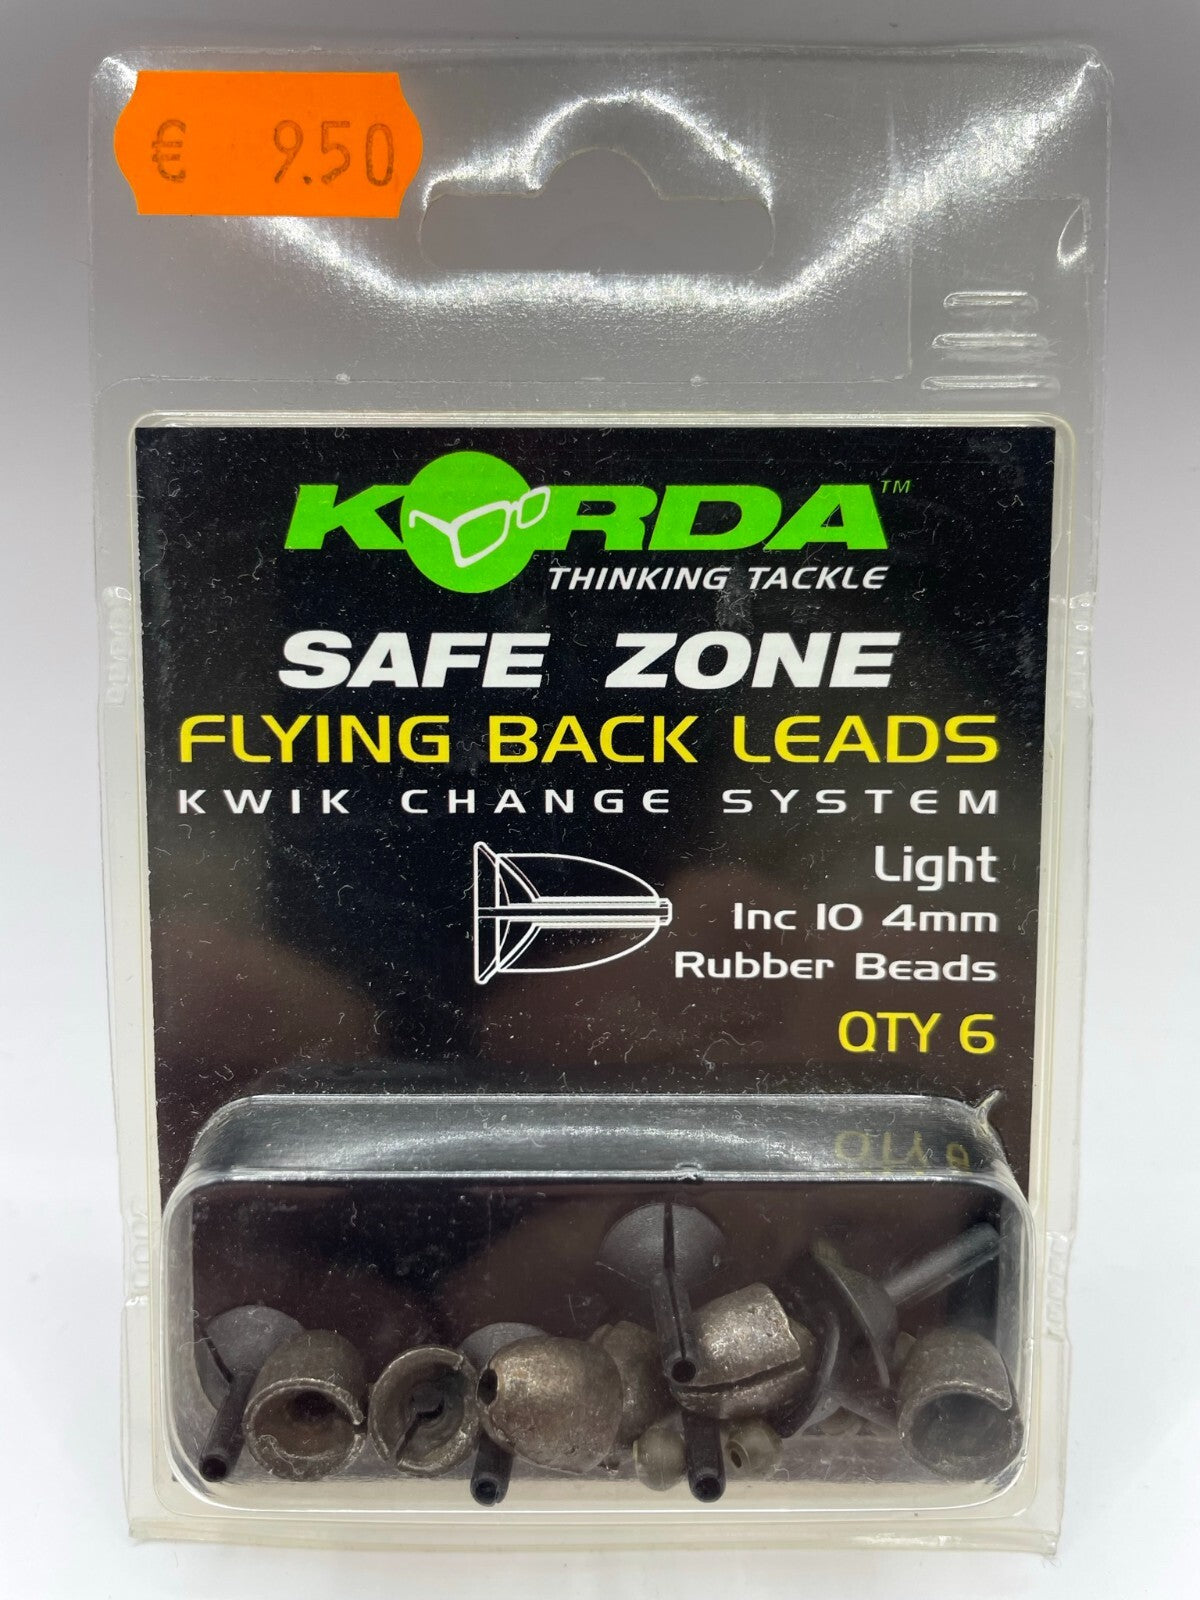 € 9.50
KORDA™
THINKING TACKLE
SAFE ZONE
FLYING BACK LEADS
KWIK CHANGE SYSTEM
Light
Inc 10 4mm
Rubber Beads
QTY 6